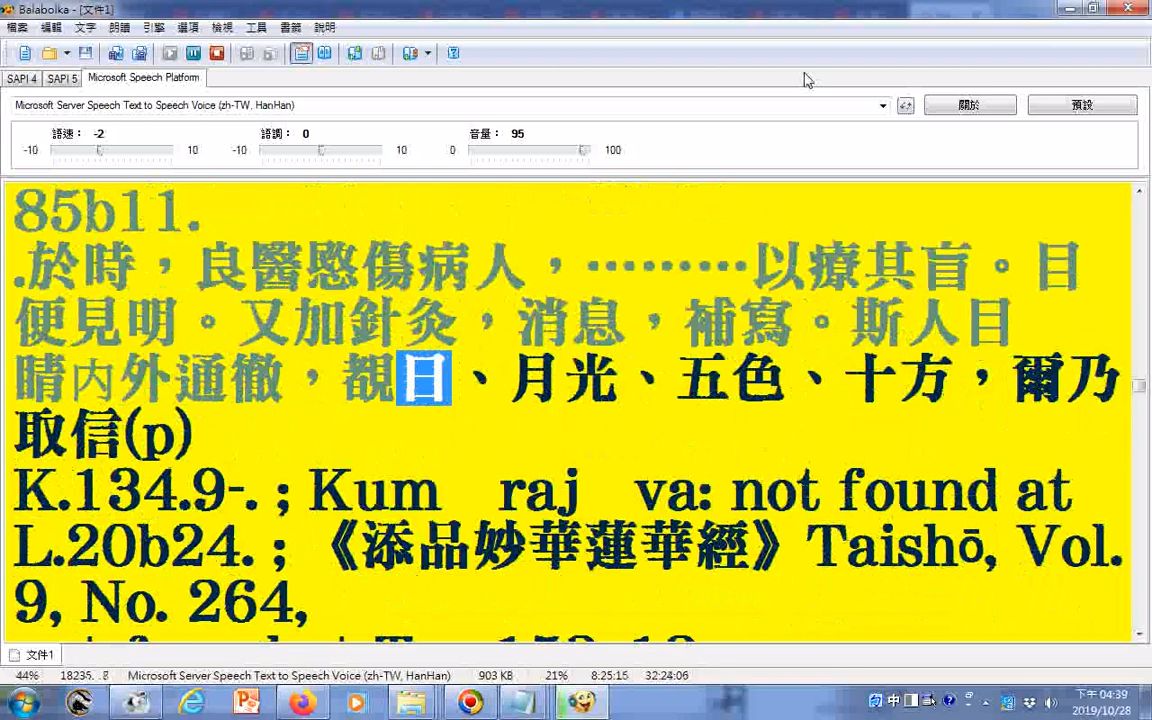 Balabolka - [文件1]
檔案 編輯 文字 朗讀 引擎 選項 檢視 工具 書籤 說明
SAPI 4 SAPI 5 Microsoft Speech Platform
Microsoft Server Speech Text to Speech Voice (zh-TW, HanHan) 關於 預設
語速： -2 語調： 0 音量： 95
-10 10 -10 10 0 100
85b11.
.於時，良醫愍傷病人，………以療其盲。目
便見明。又加針灸，消息，補寫。斯人目
睛內外通徹，覩日、月光、五色、十方，爾乃
取信(p)
K.134.9-. ; Kum raj va: not found at
L.20b24. ; 《添品妙華蓮華經》Taishō, Vol.
9, No. 264,
文件1
44% 18235. Microsoft Server Speech Text to Speech Voice (zh-TW, HanHan) 903 KB 21% 8:25:15 32:24:06
中 下午 04:39
2019/10/28